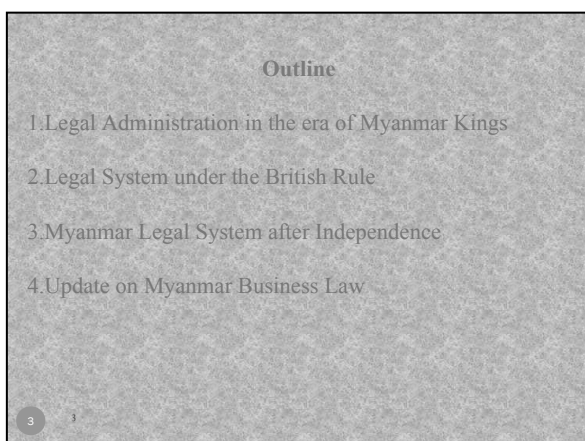 Outline
1.Legal Administration in the era of Myanmar Kings
2.Legal System under the British Rule
3.Myanmar Legal System after Independence
4.Update on Myanmar Business Law
3
3